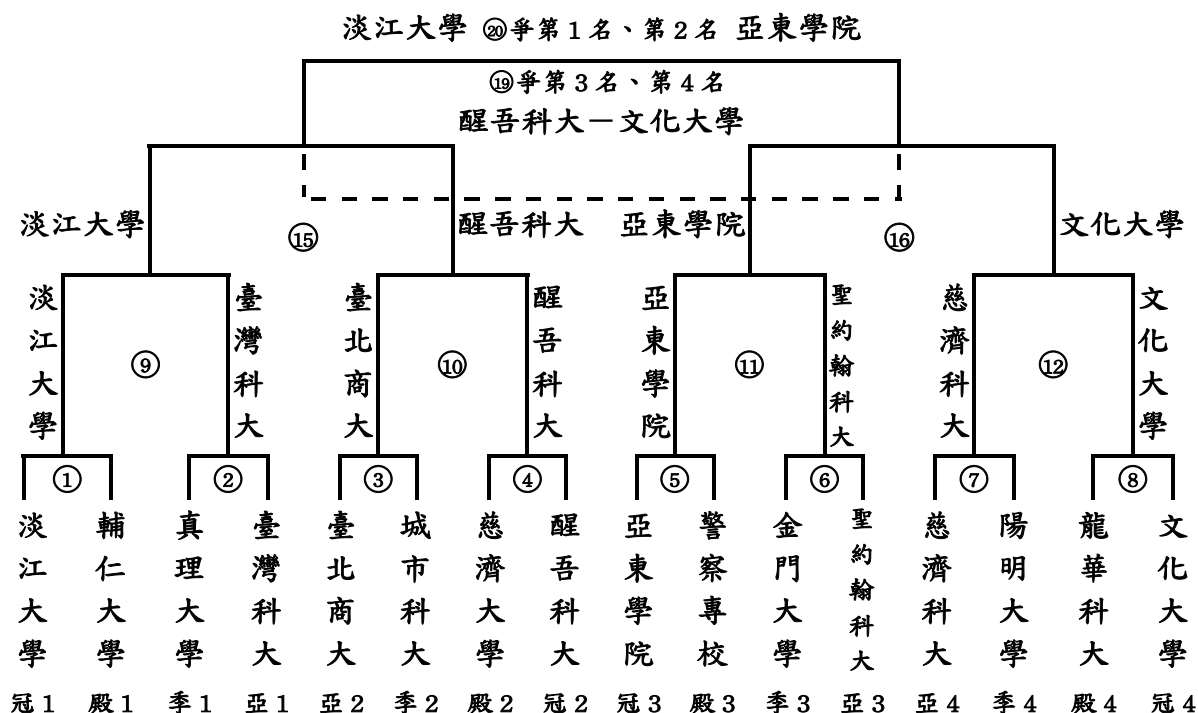 淡江大學 ⑳爭第1名、第2名 亞東學院
⑲爭第3名、第4名
醒吾科大－文化大學
淡江大學 ⑮ 醒吾科大 亞東學院 ⑯ 文化大學
淡江大學
⑨
臺灣科大
臺北商大
⑩
醒吾科大
亞東學院
⑪
聖約翰科大
慈濟科大
⑫
文化大學
① ② ③ ④ ⑤ ⑥ ⑦ ⑧
淡江大學
輔仁大學
真理大學
臺灣科大
臺北商大
城市科大
慈濟大學
醒吾科大
亞東學院
警察專校
金門大學
聖約翰科大
慈濟科大
陽明大學
龍華科大
文化大學
冠1 殿1 季1 亞1 亞2 季2 殿2 冠2 冠3 殿3 季3 亞3 亞4 季4 殿4 冠4